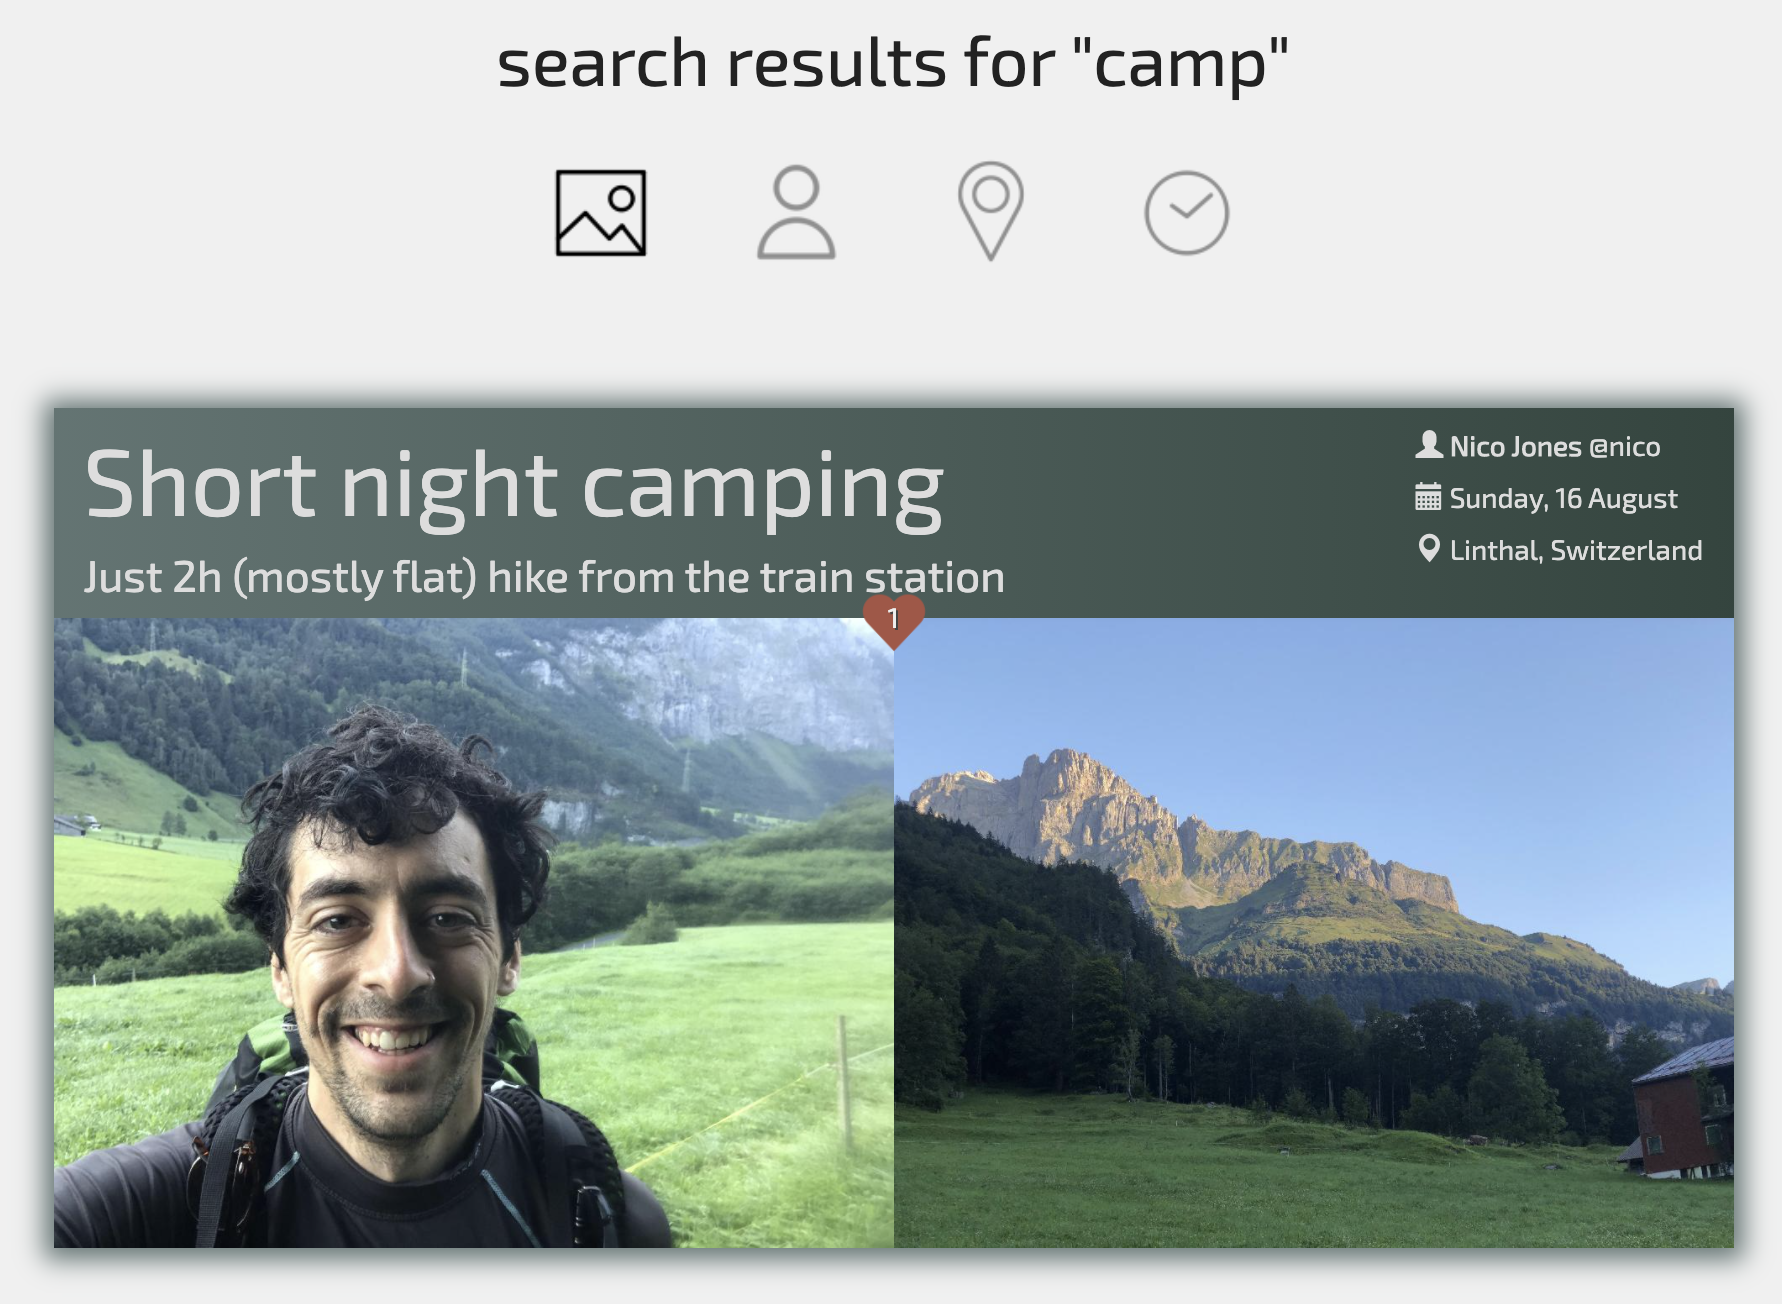 search results for "camp"
Short night camping
Just 2h (mostly flat) hike from the train station
Nico Jones @nico
Sunday, 16 August
Linthal, Switzerland
1